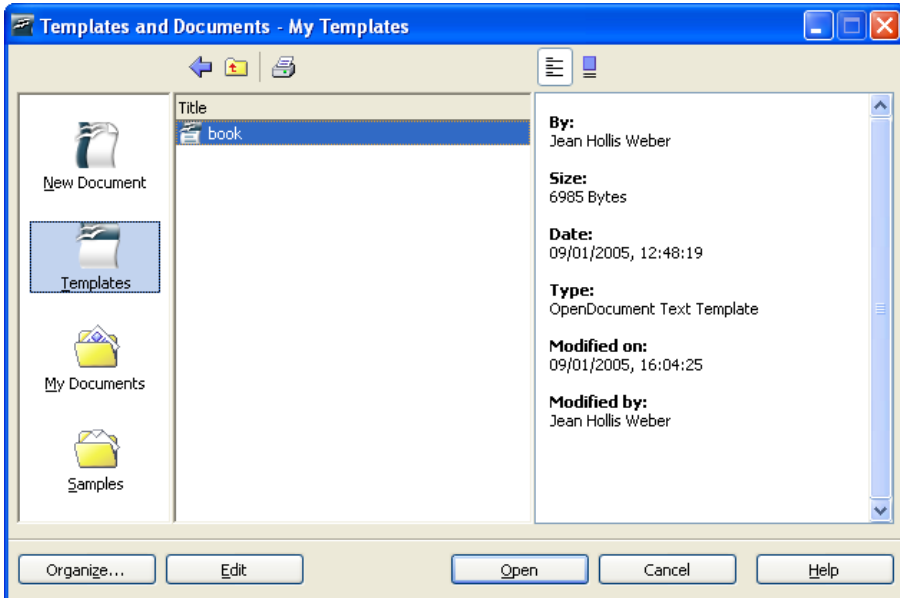 Templates and Documents - My Templates
Title
book
New Document
Templates
My Documents
Samples
By:
Jean Hollis Weber
Size:
6985 Bytes
Date:
09/01/2005, 12:48:19
Type:
OpenDocument Text Template
Modified on:
09/01/2005, 16:04:25
Modified by:
Jean Hollis Weber
Organize...
Edit
Open
Cancel
Help